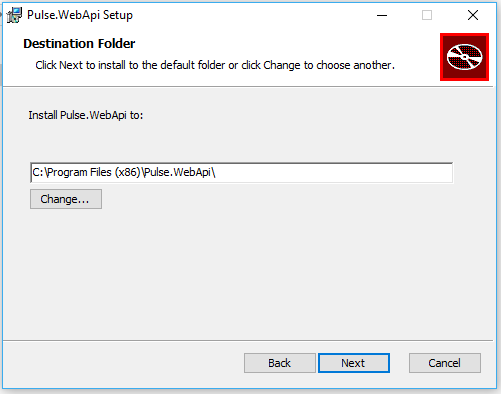 Pulse.WebApi Setup
Destination Folder
Click Next to install to the default folder or click Change to choose another.
Install Pulse.WebApi to:
C:\Program Files (x86)\Pulse.WebApi\
Change...
Back Next Cancel